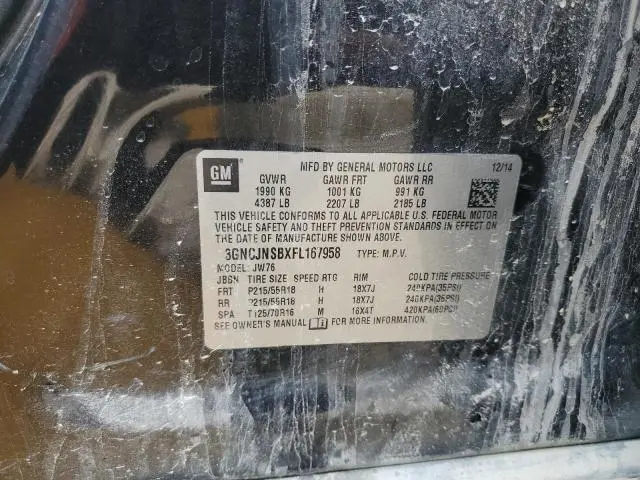 GM
MFD BY GENERAL MOTORS LLC 12/14
GVWR GAWR FRT GAWR RR
1990 KG 1001 KG 991 KG
4387 LB 2207 LB 2185 LB
THIS VEHICLE CONFORMS TO ALL APPLICABLE U.S. FEDERAL MOTOR
VEHICLE SAFETY AND THEFT PREVENTION STANDARDS IN EFFECT ON
THE DATE OF MANUFACTURE SHOWN ABOVE.
3GNCJNSBXFL167958 TYPE: M.P.V.
MODEL: JW76
JBGN TIRE SIZE SPEED RTG RIM COLD TIRE PRESSURE
FRT P215/55R18 H 18X7J 240KPA(35PSI)
RR P215/55R18 H 18X7J 240KPA(35PSI)
SPA T125/70R16 M 16X4T 420KPA(60PSI)
SEE OWNER'S MANUAL FOR MORE INFORMATION.